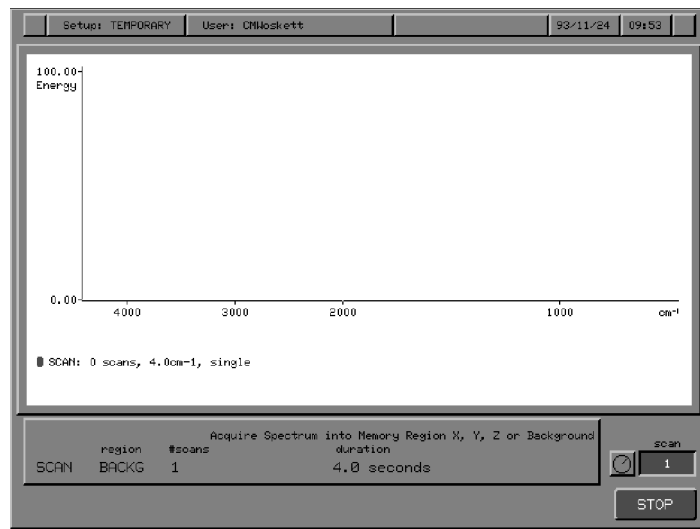 Setup: TEMPORARY User: CMWoskett 93/11/24 09:53
100.00
Energy
0.00
4000 3000 2000 1000 cm-1
SCAN: 0 scans, 4.0cm-1, single
Acquire Spectrum into Memory Region X, Y, Z or Background
region #scans duration
SCAN BACKG 1 4.0 seconds
scan
1
STOP